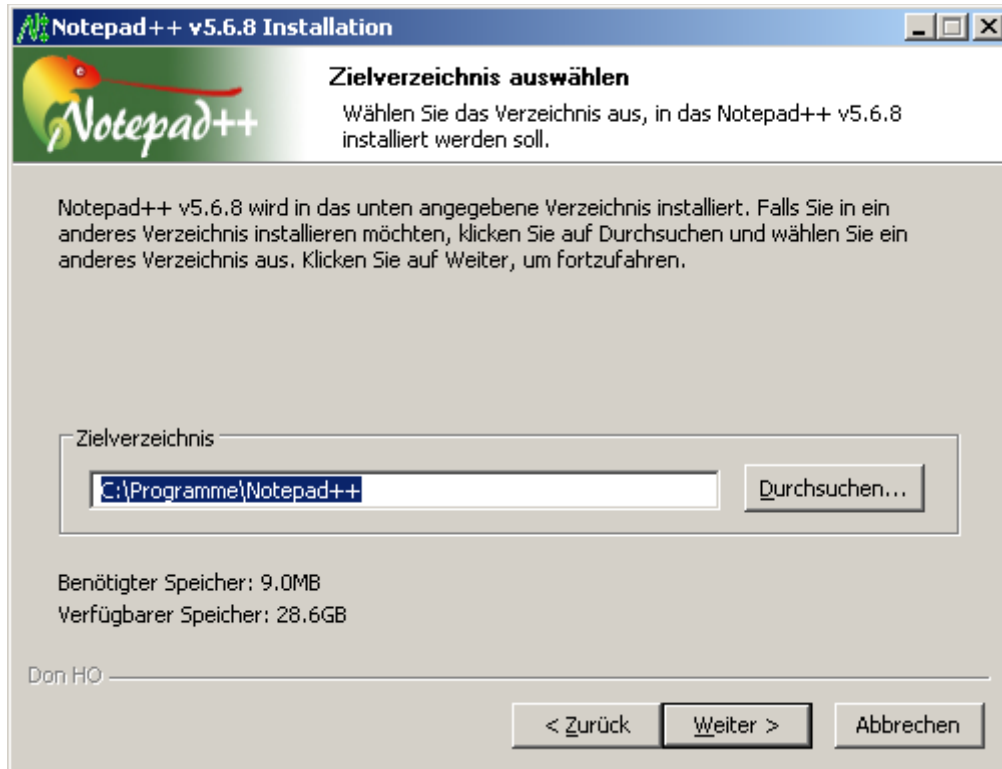 Notepad++ v5.6.8 Installation
Notepad++
Zielverzeichnis auswählen
Wählen Sie das Verzeichnis aus, in das Notepad++ v5.6.8
installiert werden soll.
Notepad++ v5.6.8 wird in das unten angegebene Verzeichnis installiert. Falls Sie in ein
anderes Verzeichnis installieren möchten, klicken Sie auf Durchsuchen und wählen Sie ein
anderes Verzeichnis aus. Klicken Sie auf Weiter, um fortzufahren.
Zielverzeichnis
C:\Programme\Notepad++
Durchsuchen...
Benötigter Speicher: 9.0MB
Verfügbarer Speicher: 28.6GB
Don HO
< Zurück
Weiter >
Abbrechen